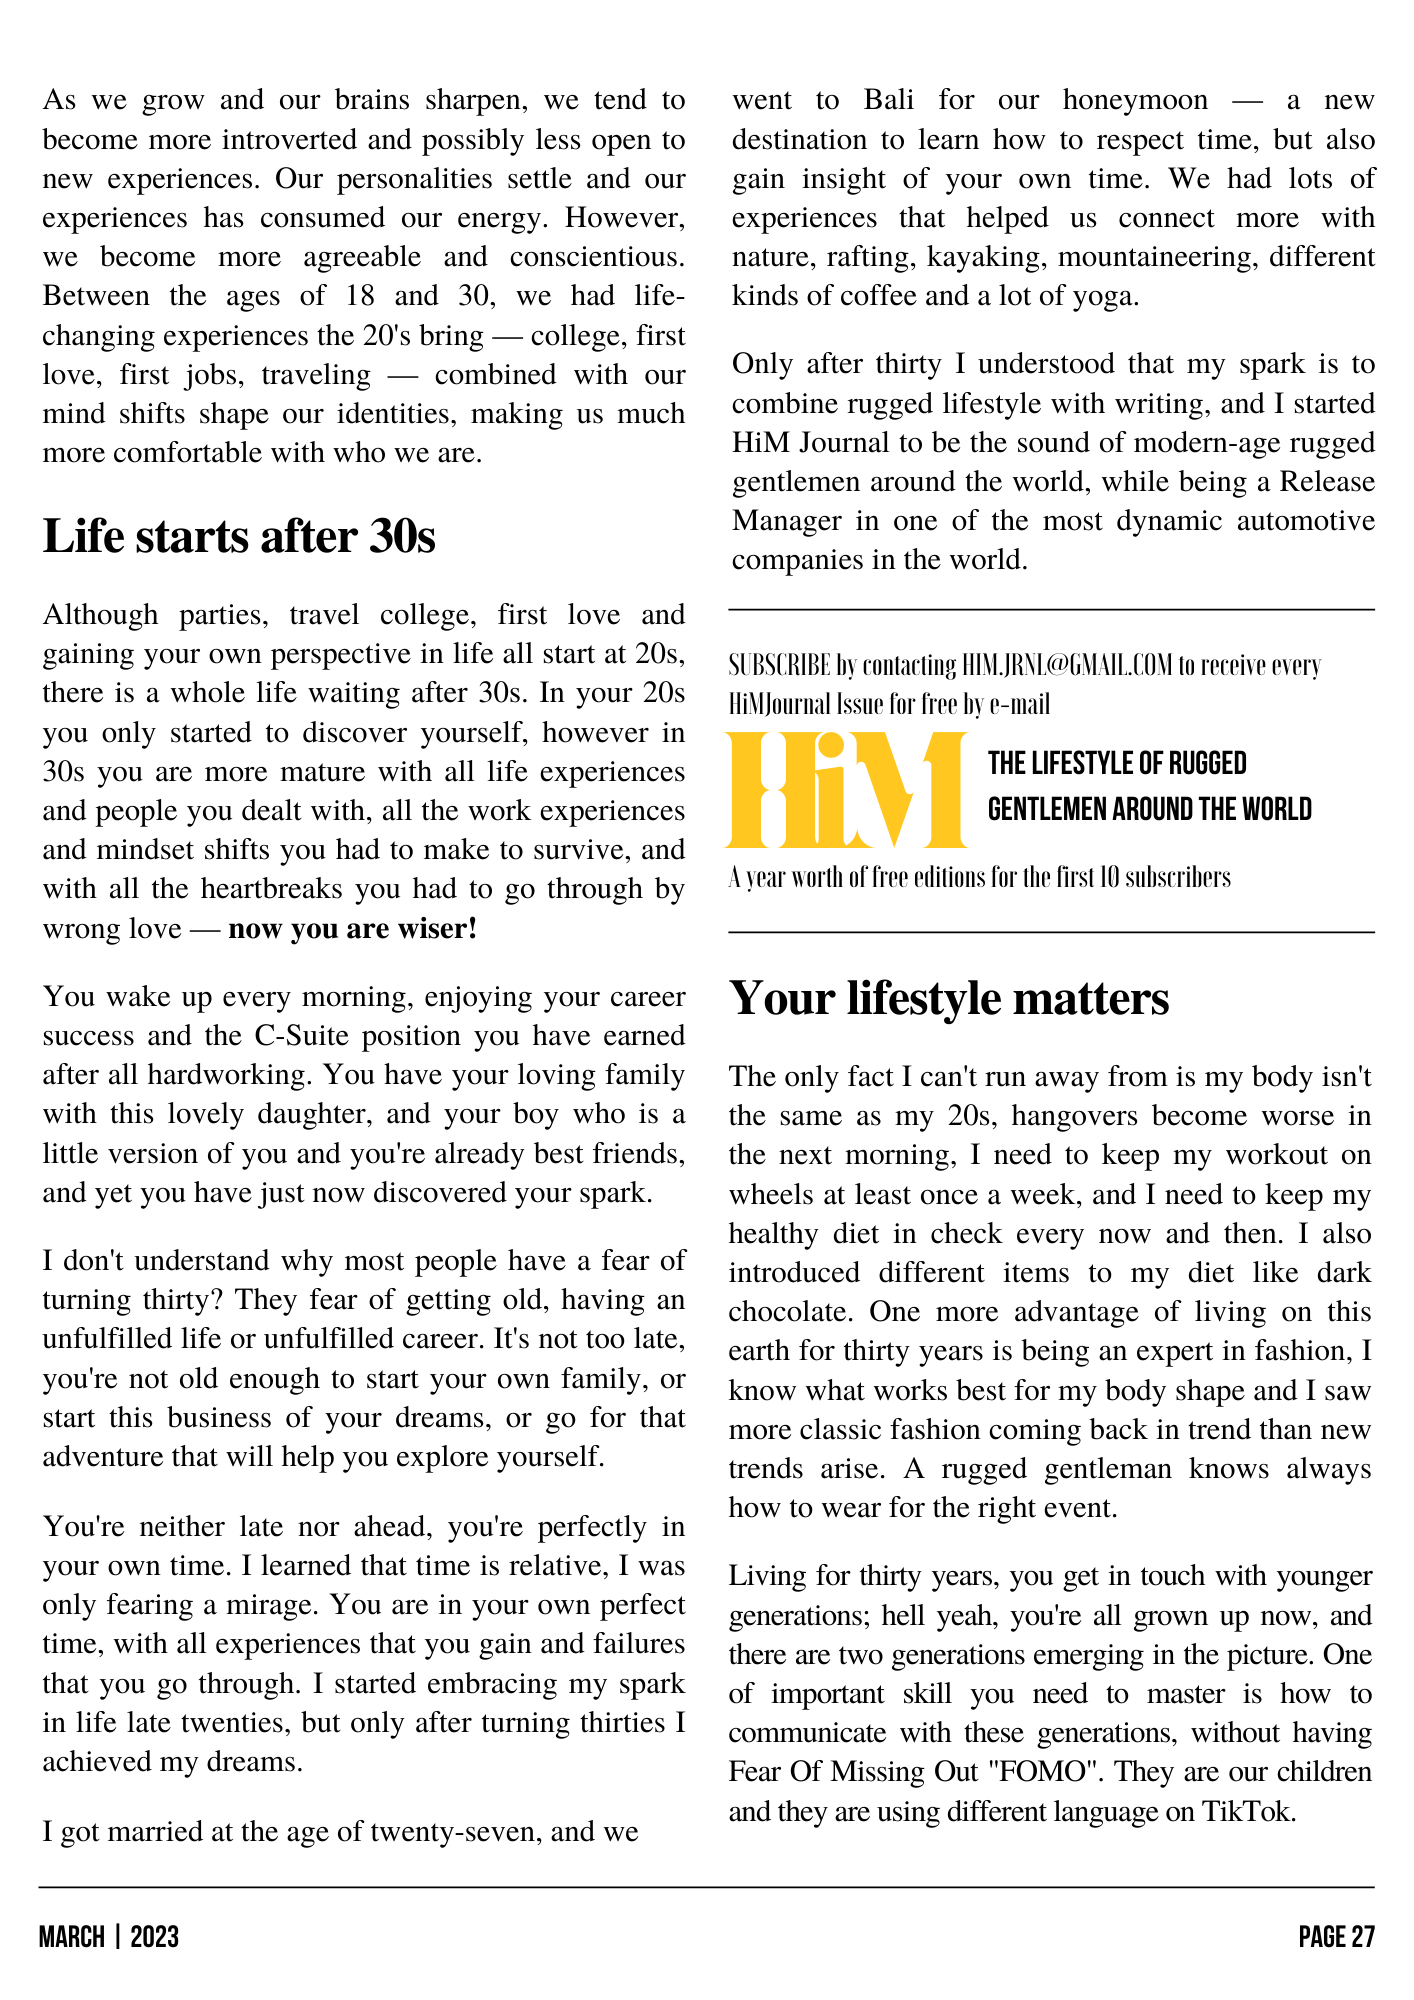 As we grow and our brains sharpen, we tend to
become more introverted and possibly less open to
new experiences. Our personalities settle and our
experiences has consumed our energy. However,
we become more agreeable and conscientious.
Between the ages of 18 and 30, we had life-
changing experiences the 20's bring — college, first
love, first jobs, traveling — combined with our
mind shifts shape our identities, making us much
more comfortable with who we are.
Life starts after 30s
Although parties, travel college, first love and
gaining your own perspective in life all start at 20s,
there is a whole life waiting after 30s. In your 20s
you only started to discover yourself, however in
30s you are more mature with all life experiences
and people you dealt with, all the work experiences
and mindset shifts you had to make to survive, and
with all the heartbreaks you had to go through by
wrong love — now you are wiser!
You wake up every morning, enjoying your career
success and the C-Suite position you have earned
after all hardworking. You have your loving family
with this lovely daughter, and your boy who is a
little version of you and you're already best friends,
and yet you have just now discovered your spark.
I don't understand why most people have a fear of
turning thirty? They fear of getting old, having an
unfulfilled life or unfulfilled career. It's not too late,
you're not old enough to start your own family, or
start this business of your dreams, or go for that
adventure that will help you explore yourself.
You're neither late nor ahead, you're perfectly in
your own time. I learned that time is relative, I was
only fearing a mirage. You are in your own perfect
time, with all experiences that you gain and failures
that you go through. I started embracing my spark
in life late twenties, but only after turning thirties I
achieved my dreams.
I got married at the age of twenty-seven, and we
went to Bali for our honeymoon — a new
destination to learn how to respect time, but also
gain insight of your own time. We had lots of
experiences that helped us connect more with
nature, rafting, kayaking, mountaineering, different
kinds of coffee and a lot of yoga.
Only after thirty I understood that my spark is to
combine rugged lifestyle with writing, and I started
HiM Journal to be the sound of modern-age rugged
gentlemen around the world, while being a Release
Manager in one of the most dynamic automotive
companies in the world.
SUBSCRIBE by contacting HIM.JRNL@GMAIL.COM to receive every
HiMJournal Issue for free by e-mail
HiM
THE LIFESTYLE OF RUGGED
GENTLEMEN AROUND THE WORLD
A year worth of free editions for the first 10 subscribers
Your lifestyle matters
The only fact I can't run away from is my body isn't
the same as my 20s, hangovers become worse in
the next morning, I need to keep my workout on
wheels at least once a week, and I need to keep my
healthy diet in check every now and then. I also
introduced different items to my diet like dark
chocolate. One more advantage of living on this
earth for thirty years is being an expert in fashion, I
know what works best for my body shape and I saw
more classic fashion coming back in trend than new
trends arise. A rugged gentleman knows always
how to wear for the right event.
Living for thirty years, you get in touch with younger
generations; hell yeah, you're all grown up now, and
there are two generations emerging in the picture. One
of important skill you need to master is how to
communicate with these generations, without having
Fear Of Missing Out "FOMO". They are our children
and they are using different language on TikTok.
MARCH | 2023
PAGE 27